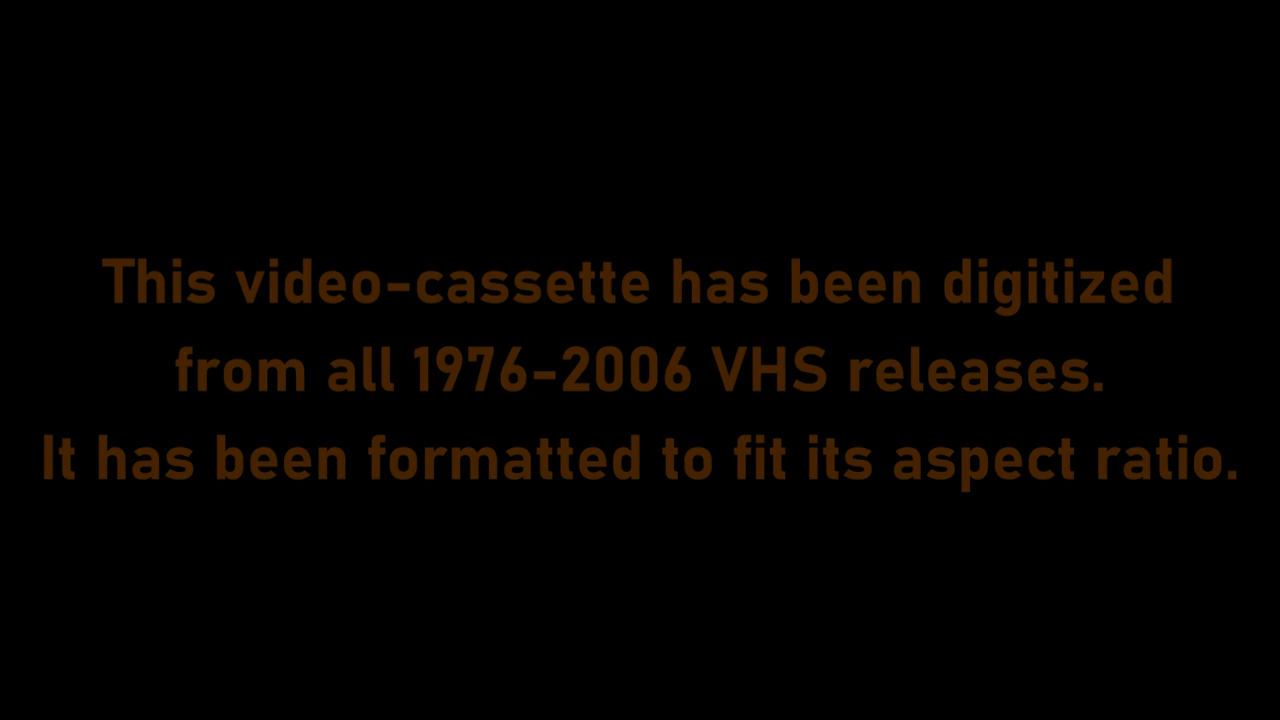 This video-cassette has been digitized
from all 1976-2006 VHS releases.
It has been formatted to fit its aspect ratio.